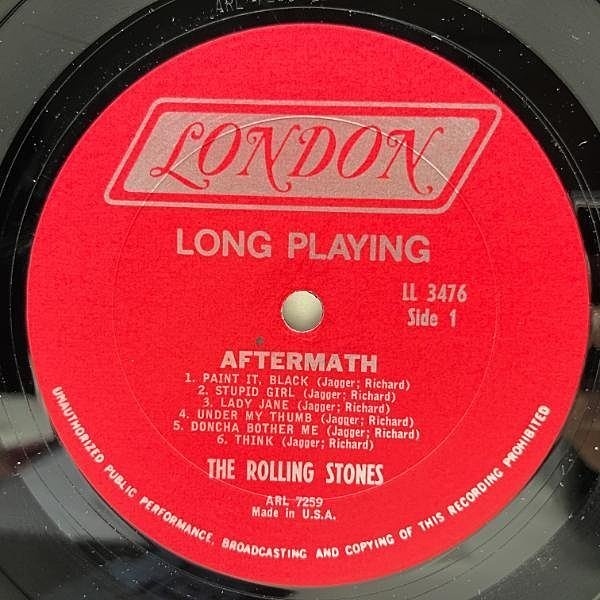 LONDON
LONG PLAYING
LL 3476
Side 1
AFTERMATH
1. PAINT IT, BLACK (Jagger; Richard)
2. STUPID GIRL (Jagger; Richard)
3. LADY JANE (Jagger; Richard)
4. UNDER MY THUMB (Jagger; Richard)
5. DONCHA BOTHER ME (Jagger; Richard)
6. THINK (Jagger; Richard)
THE ROLLING STONES
ARL 7259
Made in U.S.A.
UNAUTHORIZED PUBLIC PERFORMANCE, BROADCASTING AND COPYING OF THIS RECORDING PROHIBITED